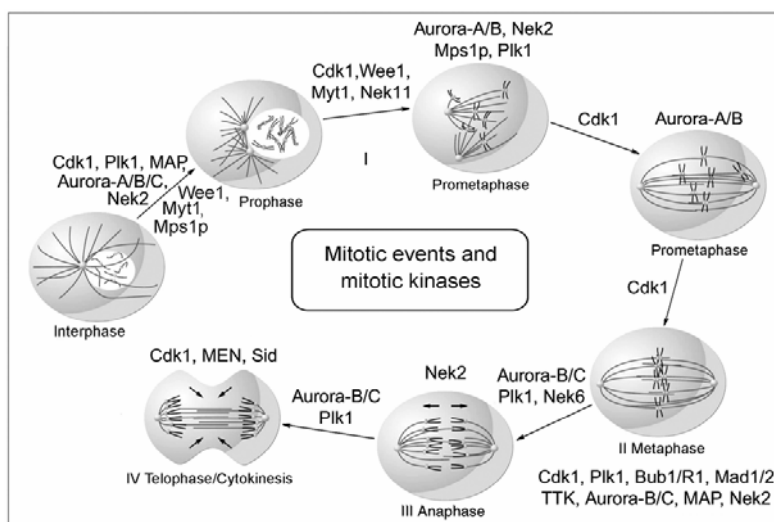 Aurora-A/B, Nek2
Mps1p, Plk1
Cdk1,Wee1,
Myt1, Nek11
Cdk1
Aurora-A/B
Cdk1, Plk1, MAP,
Aurora-A/B/C,
Nek2
Wee1,
Myt1,
Mps1p
I
Prophase
Prometaphase
Prometaphase
Mitotic events and
mitotic kinases
Interphase
Cdk1
Cdk1, MEN, Sid
Aurora-B/C
Plk1
Nek2
Aurora-B/C
Plk1, Nek6
II Metaphase
IV Telophase/Cytokinesis
III Anaphase
Cdk1, Plk1, Bub1/R1, Mad1/2
TTK, Aurora-B/C, MAP, Nek2